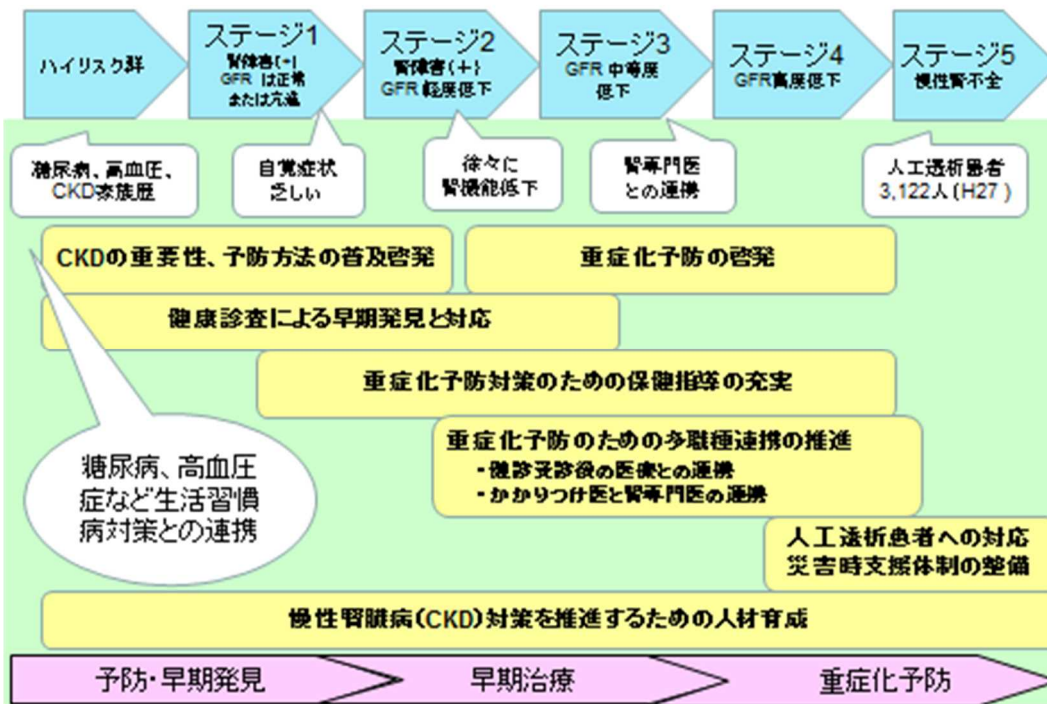 ハイリスク群
ステージ1
腎障害(+)
GFR は正常
または亢進
ステージ2
腎障害(+)
GFR 軽度低下
ステージ3
GFR 中等度
低下
ステージ4
GFR高度低下
ステージ5
慢性腎不全
糖尿病、高血圧、
CKD家族歴
自覚症状
乏しい
徐々に
腎機能低下
腎専門医
との連携
人工透析患者
3,122人(H27)
CKDの重要性、予防方法の普及啓発
重症化予防の啓発
健康診査による早期発見と対応
重症化予防対策のための保健指導の充実
重症化予防のための多職種連携の推進
・健診受診後の医療との連携
・かかりつけ医と腎専門医の連携
糖尿病、高血圧
症など生活習慣
病対策との連携
人工透析患者への対応
災害時支援体制の整備
慢性腎臓病(CKD)対策を推進するための人材育成
予防・早期発見
早期治療
重症化予防